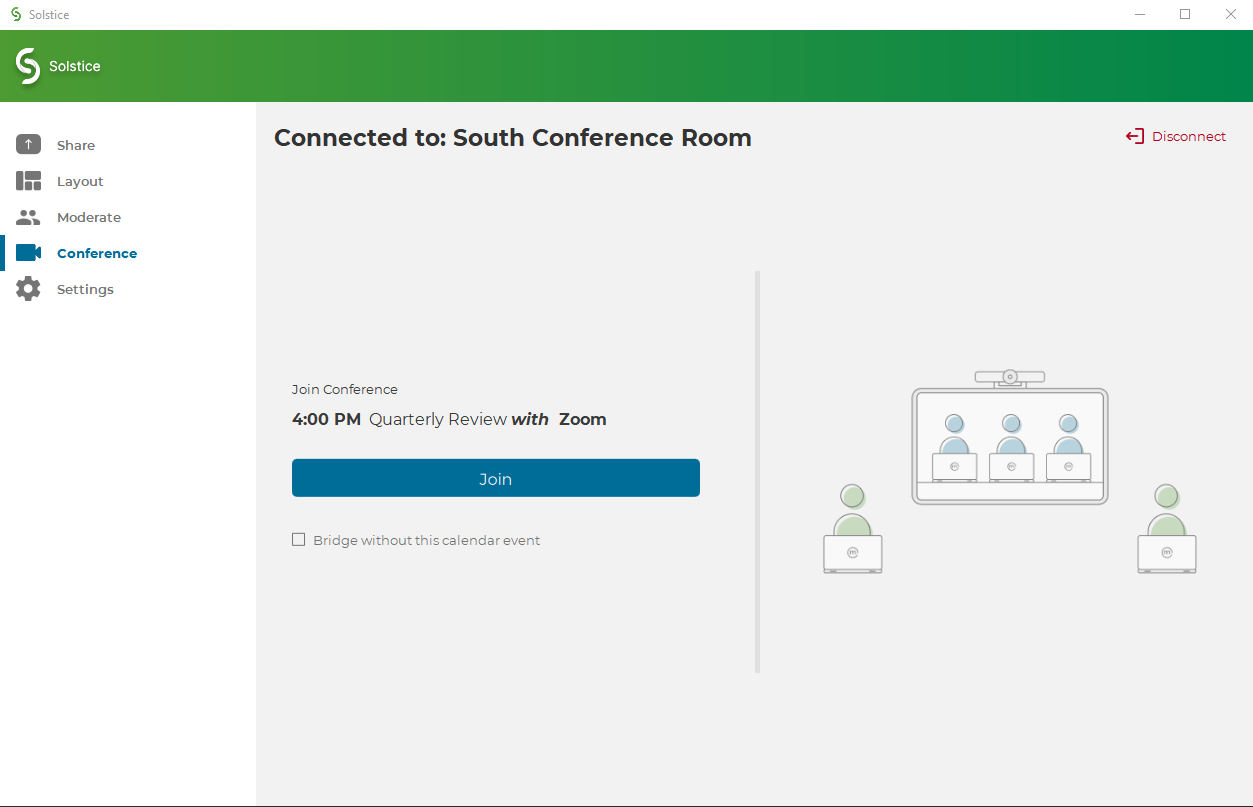 Solstice
Solstice
Share
Layout
Moderate
Conference
Settings
Connected to: South Conference Room
Disconnect
Join Conference
4:00 PM Quarterly Review with Zoom
Join
Bridge without this calendar event
m m m
m m